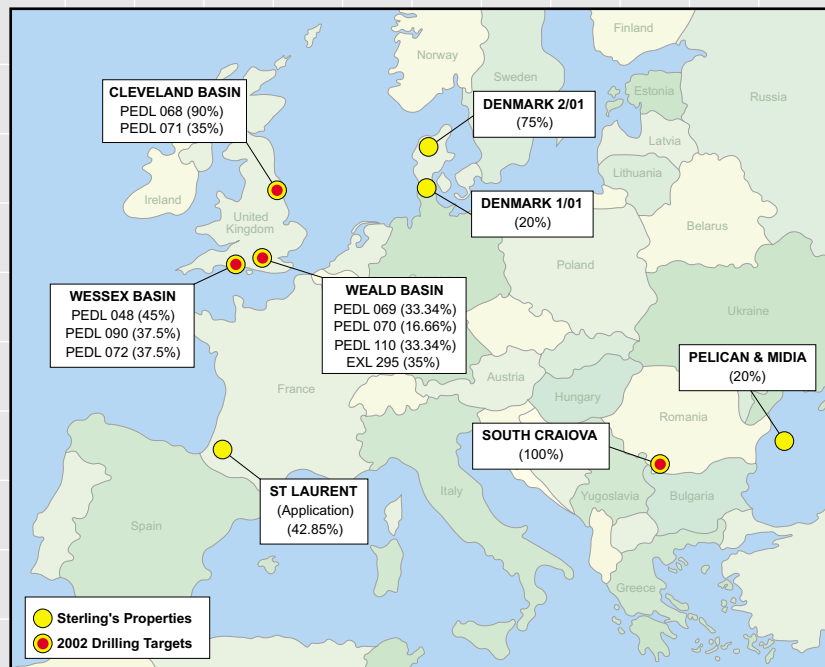 Finland
Norway
Sweden
Estonia
Russia
CLEVELAND BASIN
PEDL 068 (90%)
PEDL 071 (35%)
DENMARK 2/01
(75%)
Latvia
Lithuania
Ireland
DENMARK 1/01
(20%)
United
Kingdom
Belarus
Poland
WESSEX BASIN
PEDL 048 (45%)
PEDL 090 (37.5%)
PEDL 072 (37.5%)
WEALD BASIN
PEDL 069 (33.34%)
PEDL 070 (16.66%)
PEDL 110 (33.34%)
EXL 295 (35%)
Ukraine
PELICAN & MIDIA
(20%)
France
Austria
Hungary
Romania
SOUTH CRAIOVA
(100%)
ST LAURENT
(Application)
(42.85%)
Italy
Yugoslavia
Bulgaria
Spain
Greece
Sterling's Properties
2002 Drilling Targets